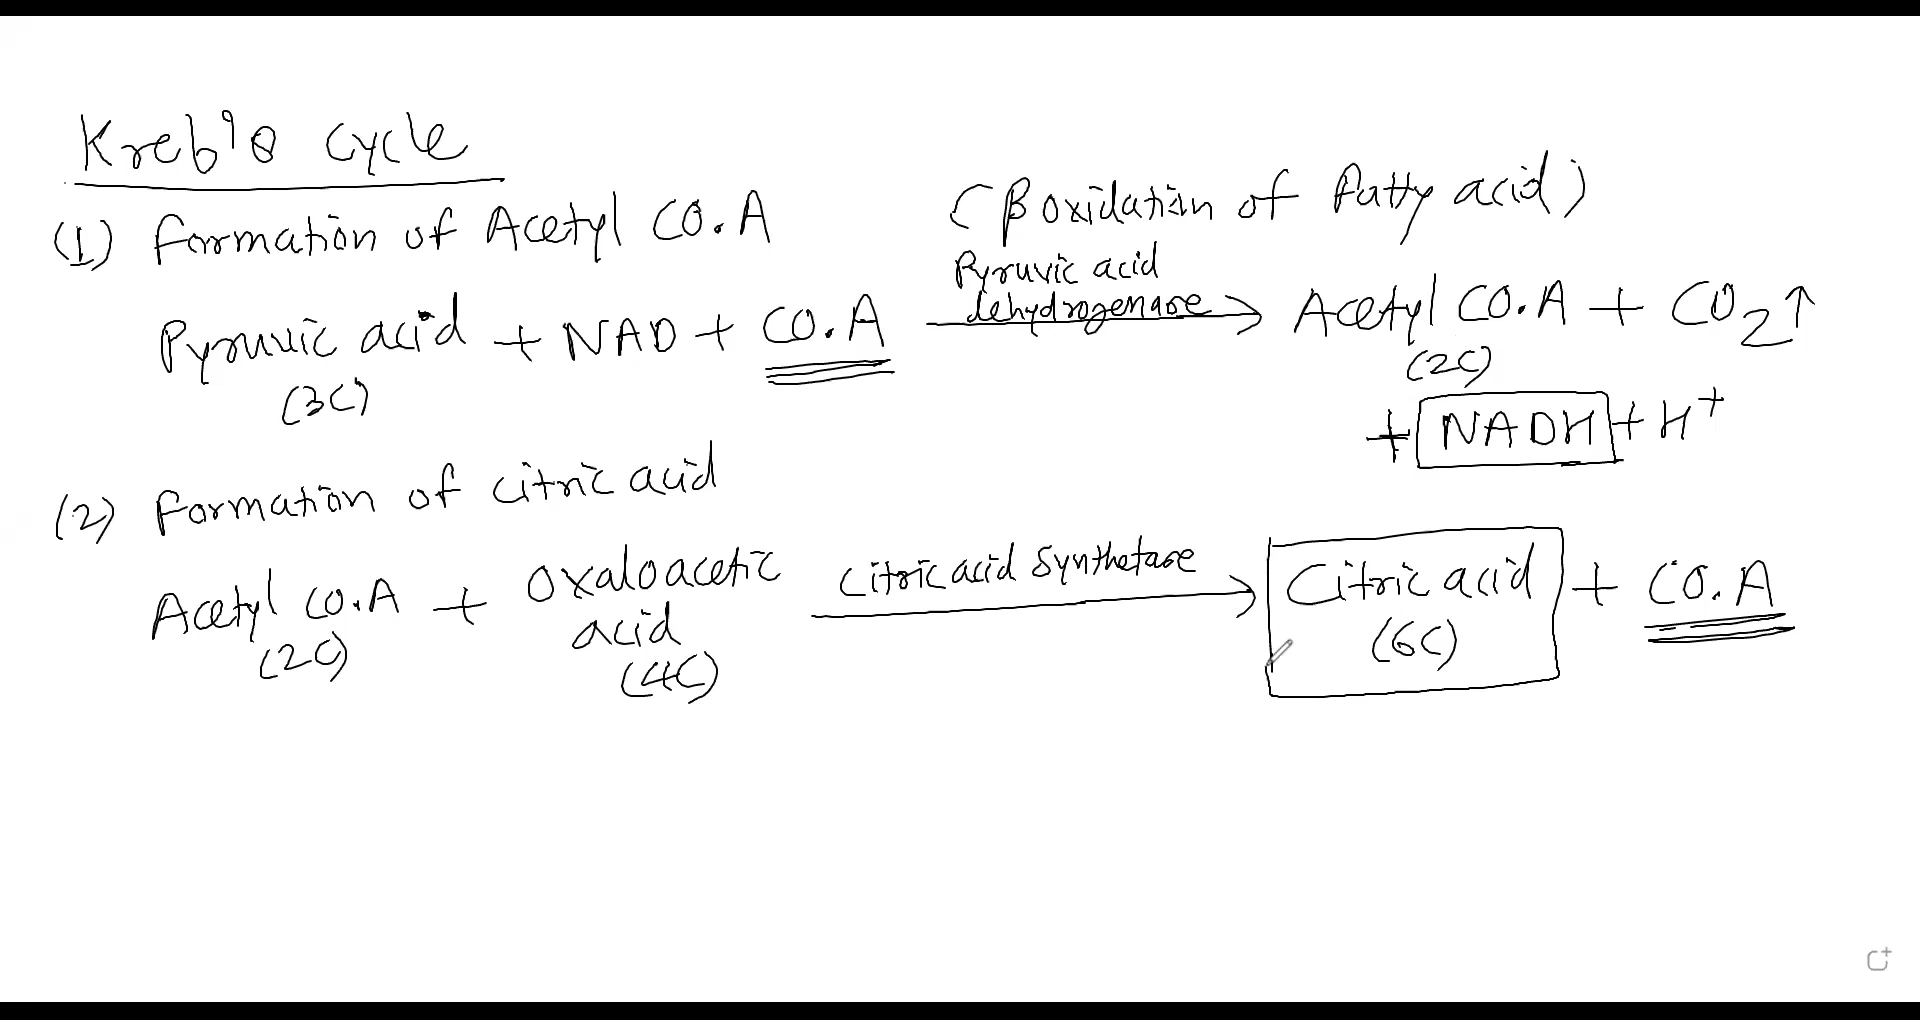 Kreb's cycle
(1) Formation of Acetyl CO.A (β oxidation of fatty acid)
Pyruvic acid + NAD + CO.A Pyruvic acid dehydrogenase → Acetyl CO.A + CO2↑
(3C) (2C)
+ NADH + H+
(2) Formation of citric acid
Acetyl CO.A + Oxaloacetic acid Citric acid Synthetase → Citric acid + CO.A
(2C) (4C) (6C)